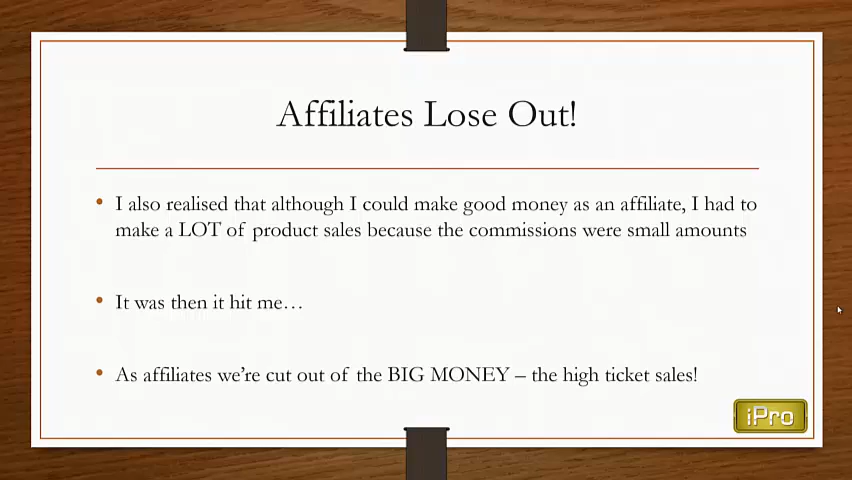 Affiliates Lose Out!
• I also realised that although I could make good money as an affiliate, I had to
make a LOT of product sales because the commissions were small amounts
• It was then it hit me…
• As affiliates we’re cut out of the BIG MONEY – the high ticket sales!
iPro